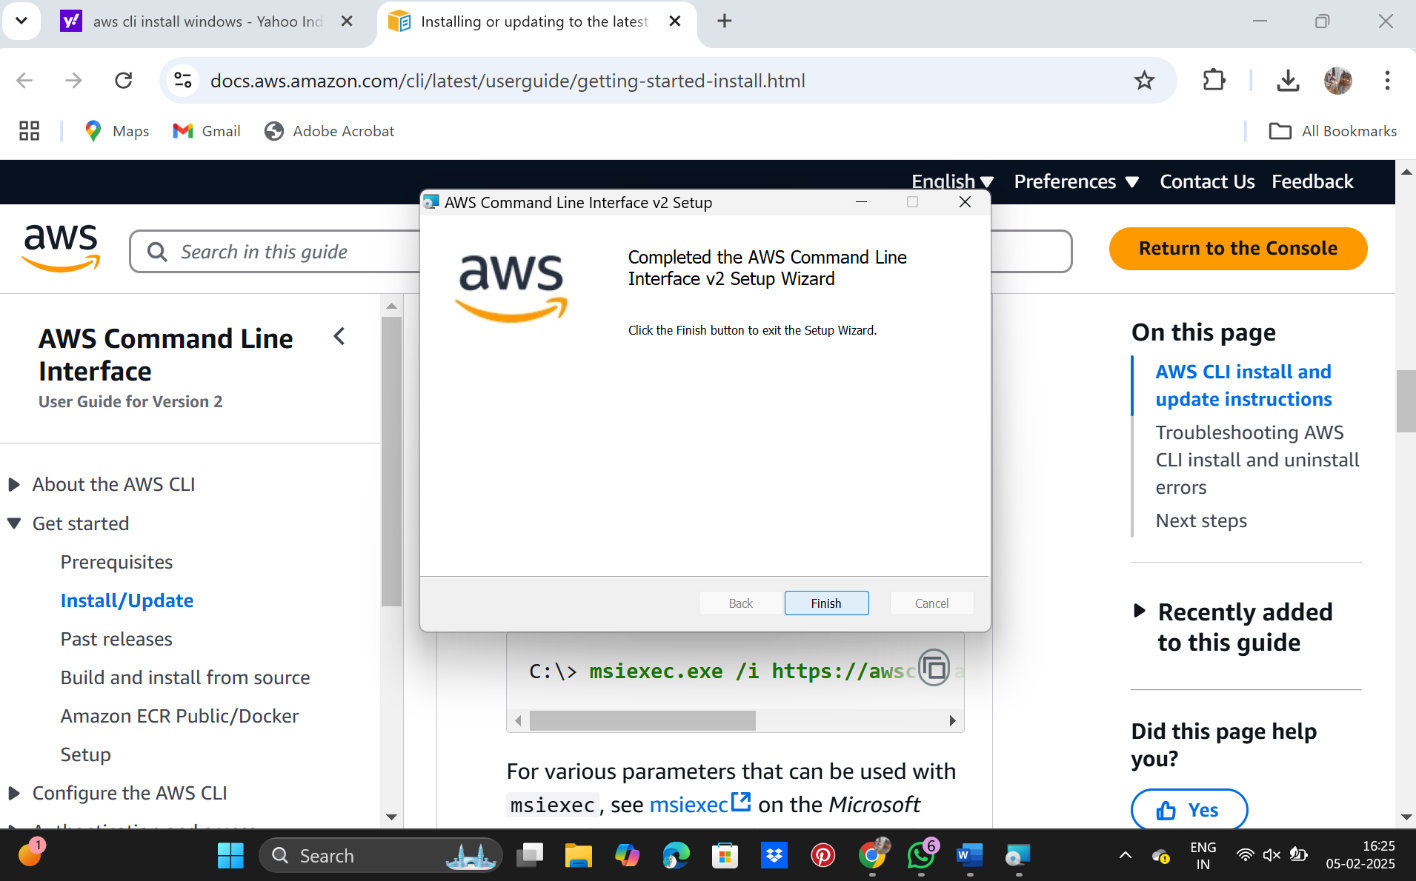 aws cli install windows - Yahoo Ind
Installing or updating to the latest
docs.aws.amazon.com/cli/latest/userguide/getting-started-install.html
Maps
Gmail
Adobe Acrobat
All Bookmarks
English
Preferences
Contact Us
Feedback
aws
Search in this guide
Return to the Console
AWS Command Line Interface v2 Setup
aws
Completed the AWS Command Line
Interface v2 Setup Wizard
Click the Finish button to exit the Setup Wizard.
Back
Finish
Cancel
AWS Command Line
Interface
User Guide for Version 2
About the AWS CLI
Get started
Prerequisites
Install/Update
Past releases
Build and install from source
Amazon ECR Public/Docker
Setup
Configure the AWS CLI
C:\> msiexec.exe /i https://awsc
For various parameters that can be used with
msiexec, see msiexec on the Microsoft
On this page
AWS CLI install and
update instructions
Troubleshooting AWS
CLI install and uninstall
errors
Next steps
Recently added
to this guide
Did this page help
you?
Yes
1
Search
6
ENG
IN
16:25
05-02-2025